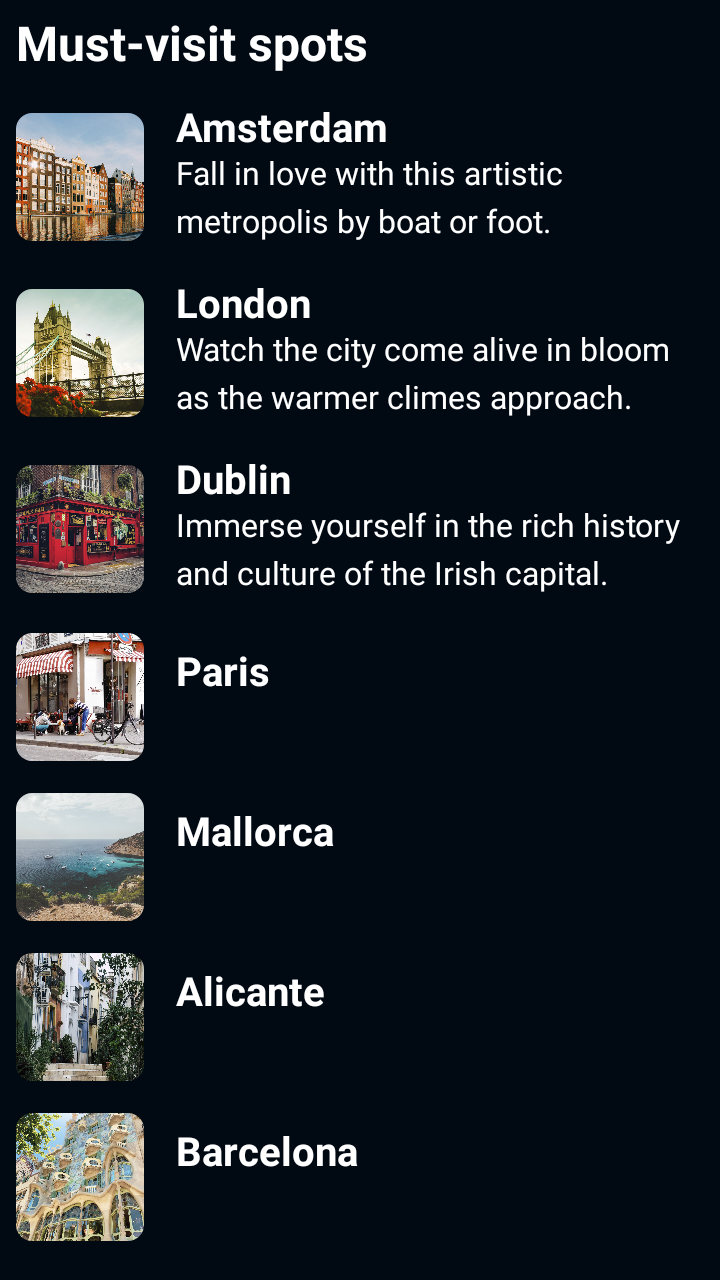 Must-visit spots
Amsterdam
Fall in love with this artistic
metropolis by boat or foot.
London
Watch the city come alive in bloom
as the warmer climes approach.
Dublin
Immerse yourself in the rich history
and culture of the Irish capital.
Paris
Mallorca
Alicante
Barcelona